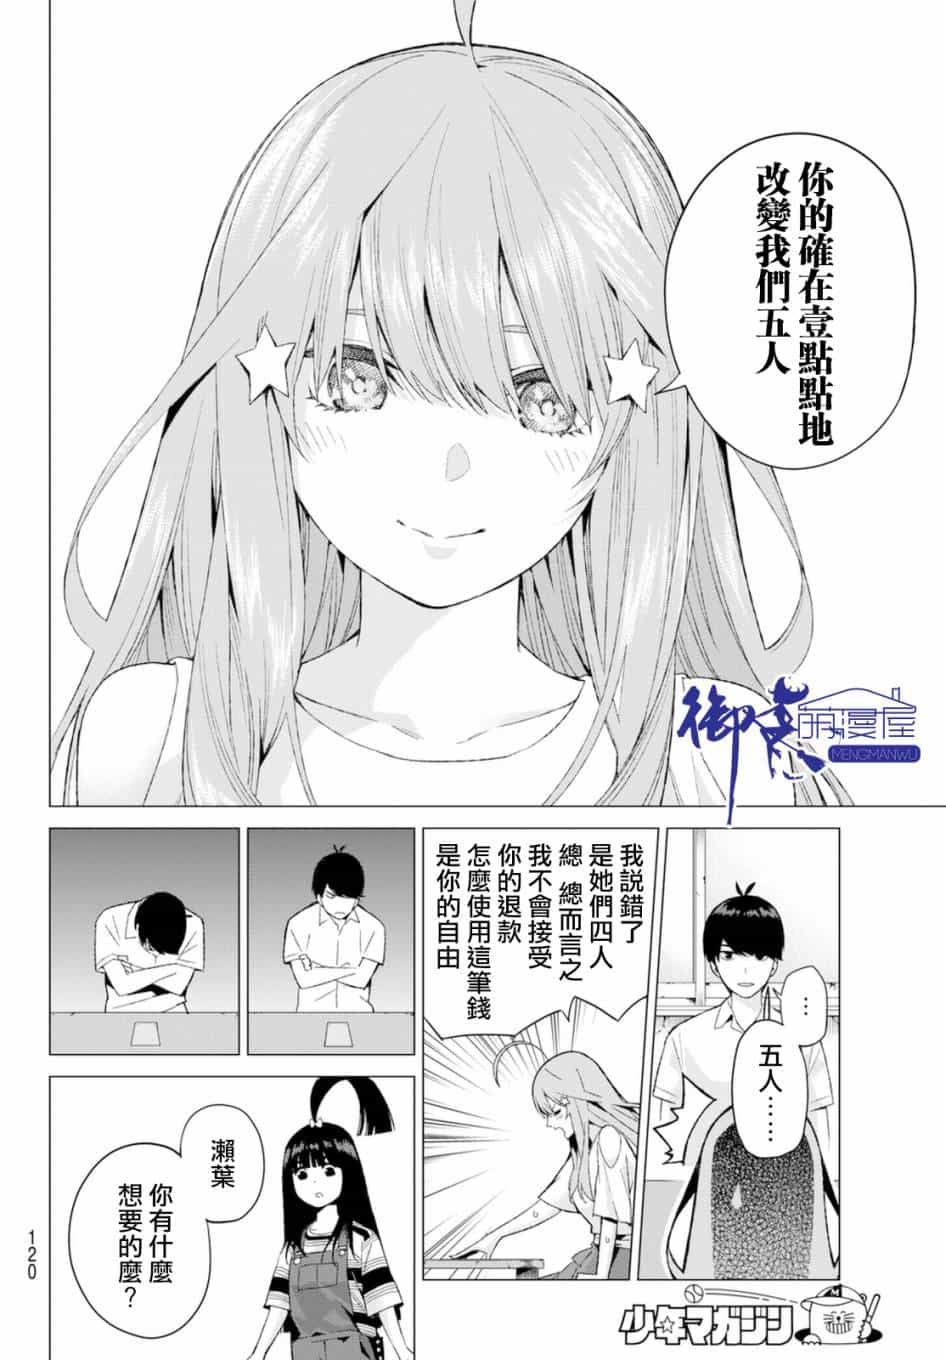 你的確在壹點點地
改變我們五人
御
萌漫屋
MENGMANWU
…
五人……
我説錯了
是她們四人
總 總而言之
我不會接受
你的退款
怎麼使用這筆錢
是你的自由
瀨葉
你有什麼
想要的麼？
120
少年マガジン